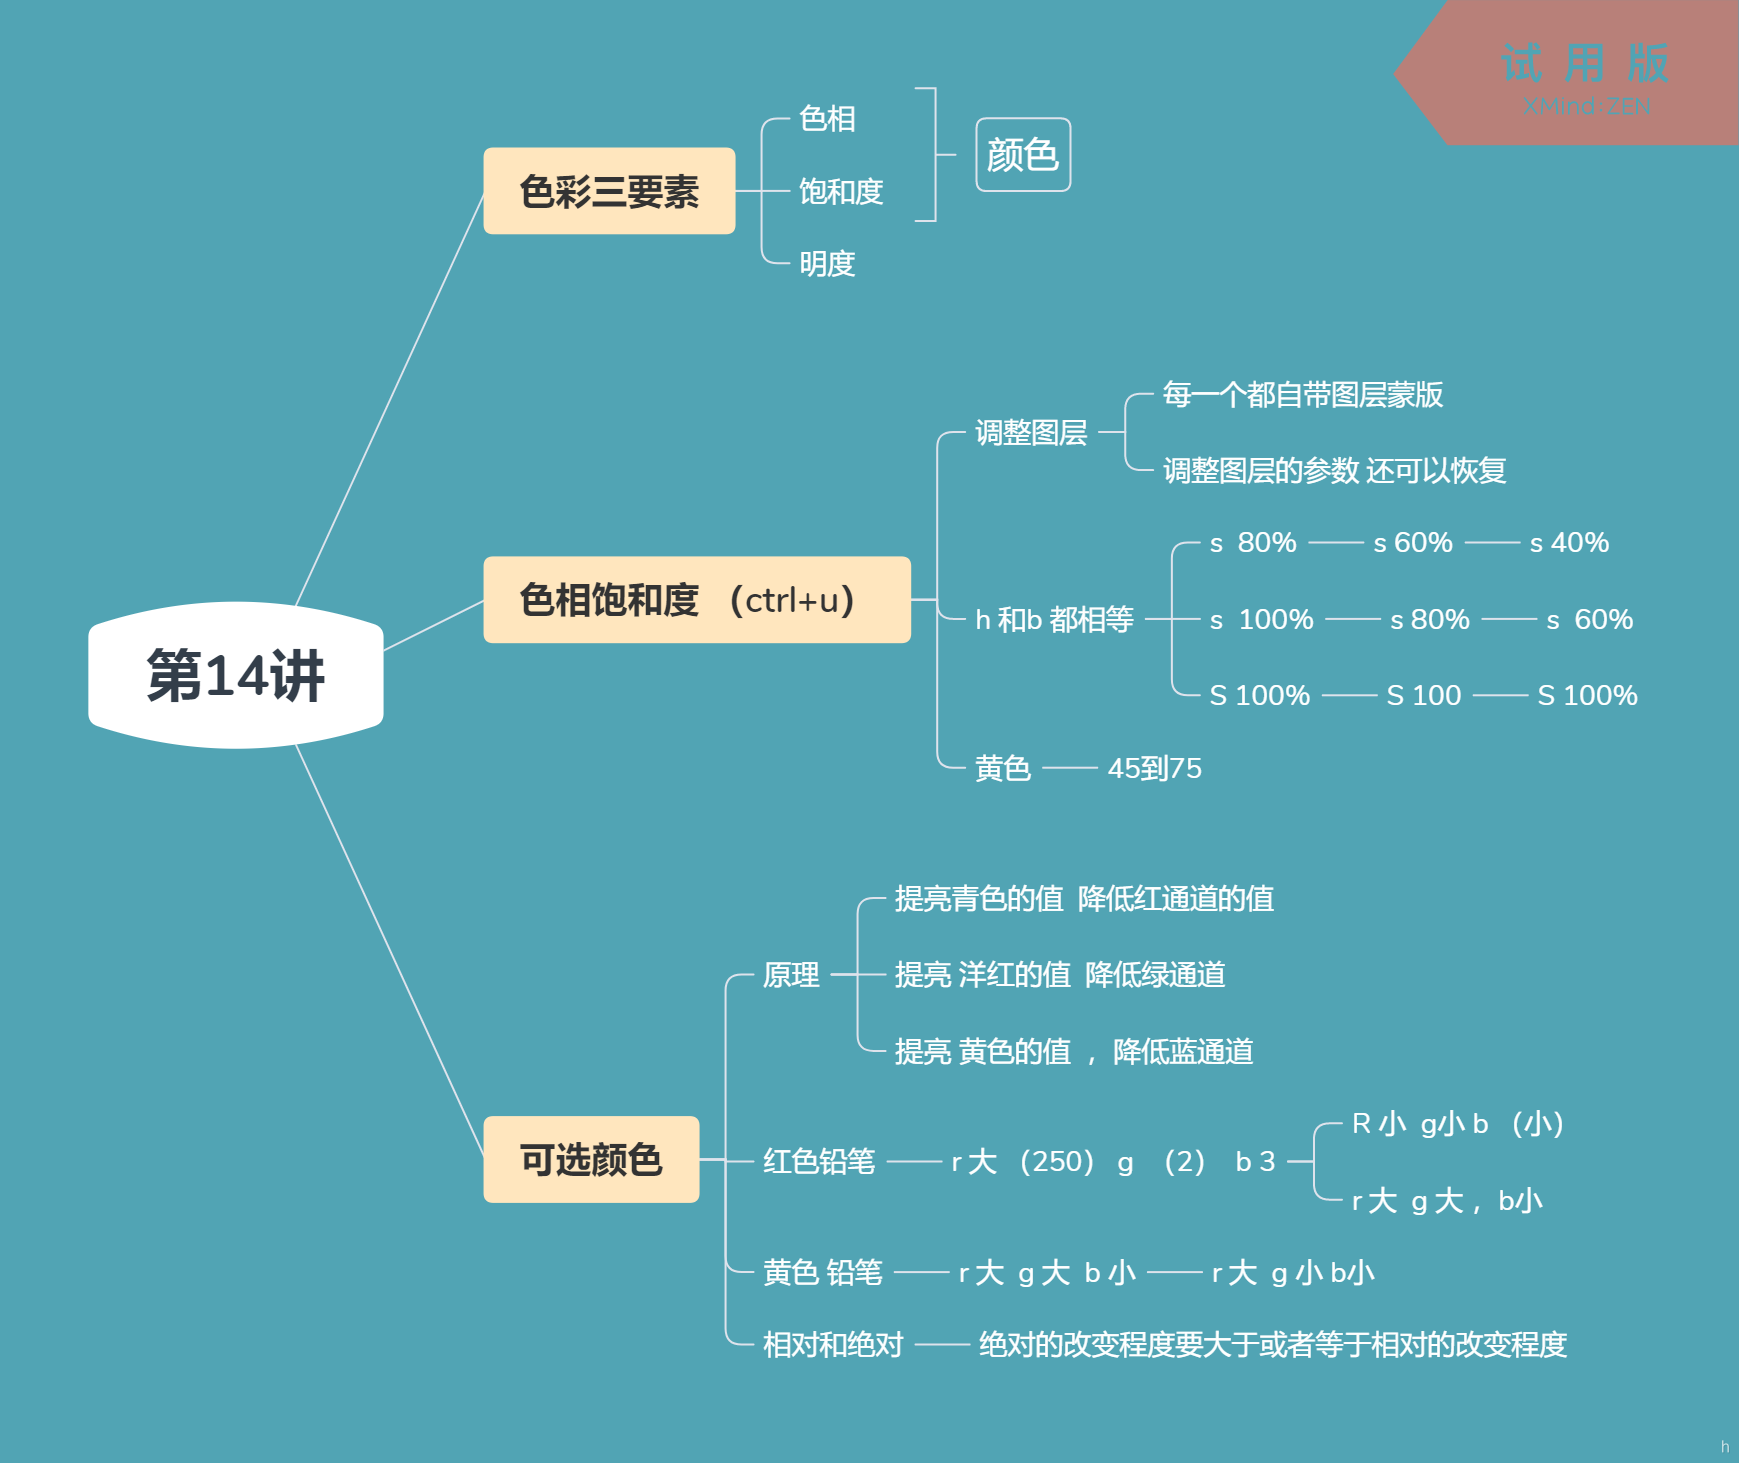 试 用 版
XMind:ZEN
第14讲
色彩三要素
色相
饱和度
明度
颜色
色相饱和度 （ctrl+u）
调整图层
每一个都自带图层蒙版
调整图层的参数 还可以恢复
h 和b 都相等
s  80%
s 60%
s 40%
s  100%
s 80%
s  60%
S 100%
S 100
S 100%
黄色
45到75
可选颜色
原理
提亮青色的值  降低红通道的值
提亮 洋红的值  降低绿通道
提亮 黄色的值 ，降低蓝通道
红色铅笔
r 大 （250） g （2） b 3
R 小  g小 b （小）
r 大  g 大， b小
黄色 铅笔
r 大  g 大  b 小
r 大  g 小 b小
相对和绝对
绝对的改变程度要大于或者等于相对的改变程度
h